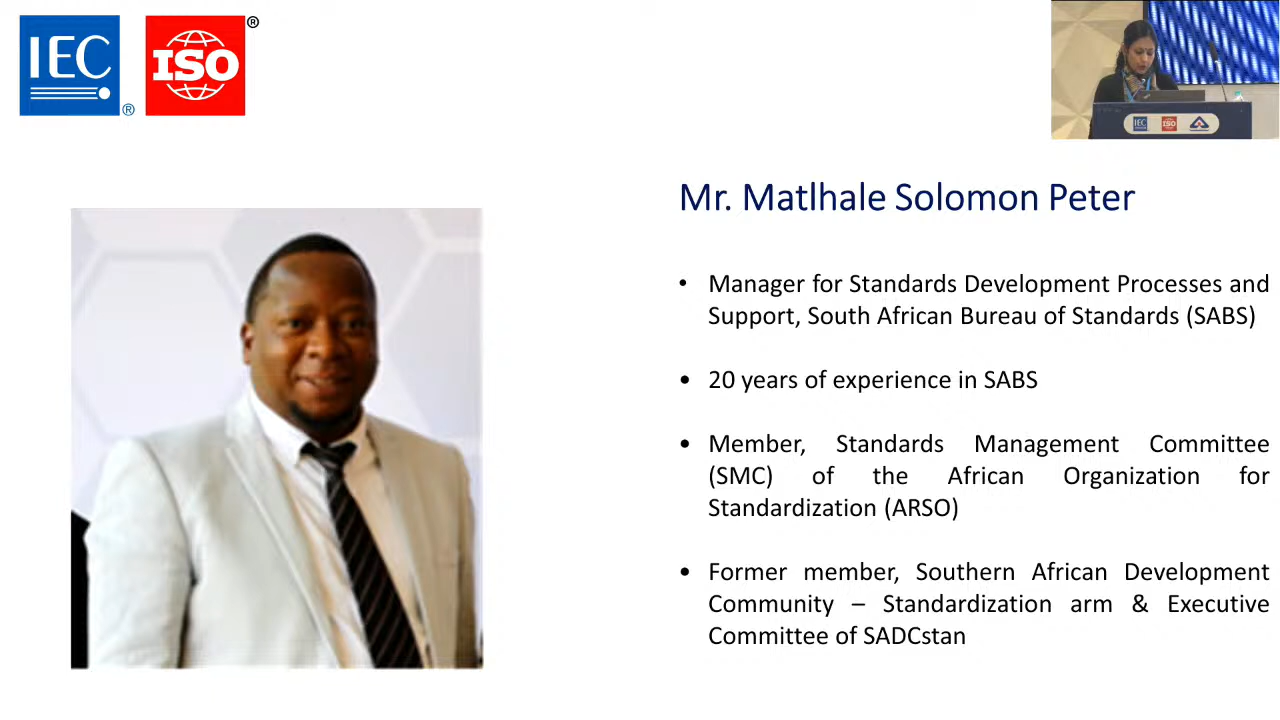 IEC
®
ISO
®
IEC
ISO
Mr. Matlhale Solomon Peter
• Manager for Standards Development Processes and
Support, South African Bureau of Standards (SABS)
• 20 years of experience in SABS
• Member, Standards Management Committee
(SMC) of the African Organization for
Standardization (ARSO)
• Former member, Southern African Development
Community – Standardization arm & Executive
Committee of SADCstan